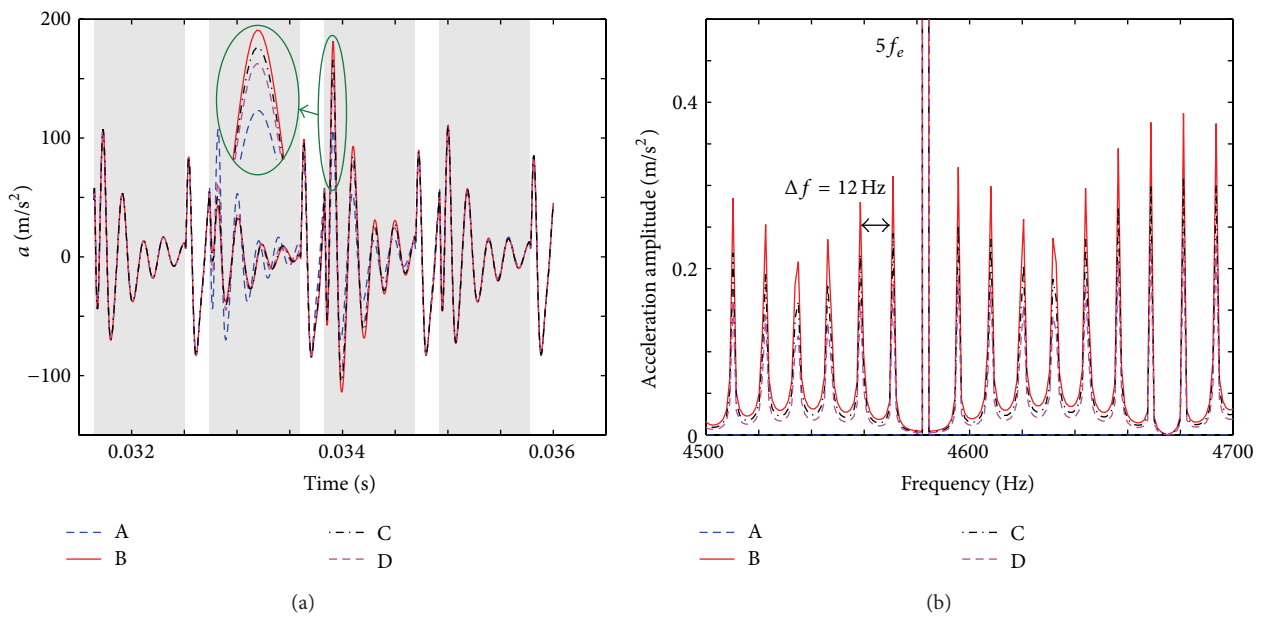 200
100
0
−100
a (m/s²)
0.032
0.034
0.036
Time (s)
A
B
C
D
(a)
5fₑ
Δf = 12 Hz
0.4
0.2
0
Acceleration amplitude (m/s²)
4500
4600
4700
Frequency (Hz)
A
B
C
D
(b)